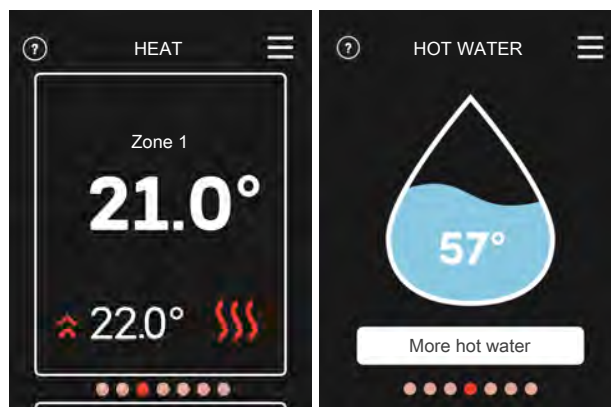 ?
HEAT
Zone 1
21.0°
22.0°
?
HOT WATER
57°
More hot water